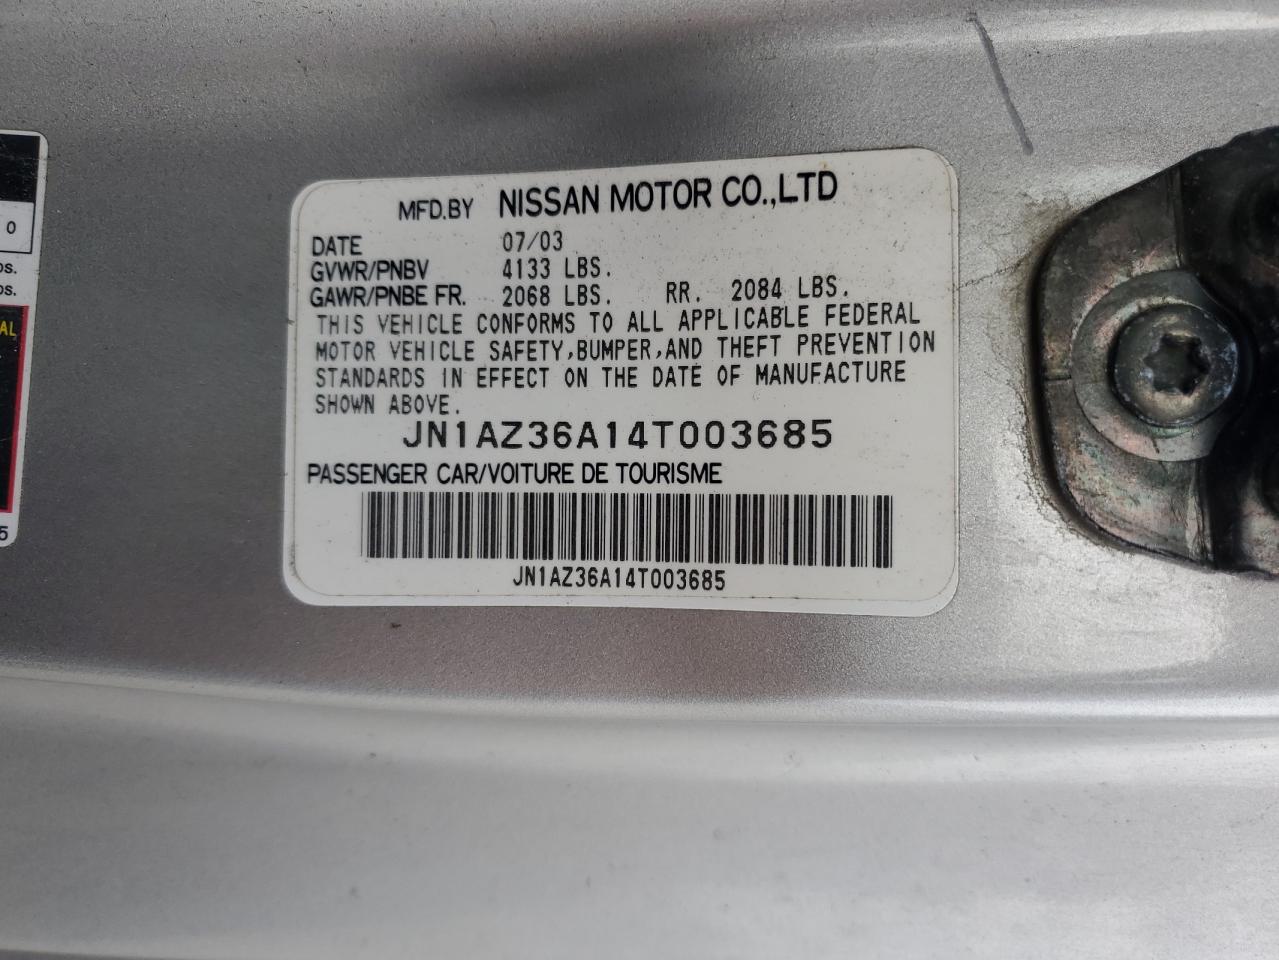 MFD.BY NISSAN MOTOR CO.,LTD
DATE 07/03
GVWR/PNBV 4133 LBS.
GAWR/PNBE FR. 2068 LBS. RR. 2084 LBS.
THIS VEHICLE CONFORMS TO ALL APPLICABLE FEDERAL
MOTOR VEHICLE SAFETY,BUMPER,AND THEFT PREVENTION
STANDARDS IN EFFECT ON THE DATE OF MANUFACTURE
SHOWN ABOVE.
JN1AZ36A14T003685
PASSENGER CAR/VOITURE DE TOURISME
JN1AZ36A14T003685
0